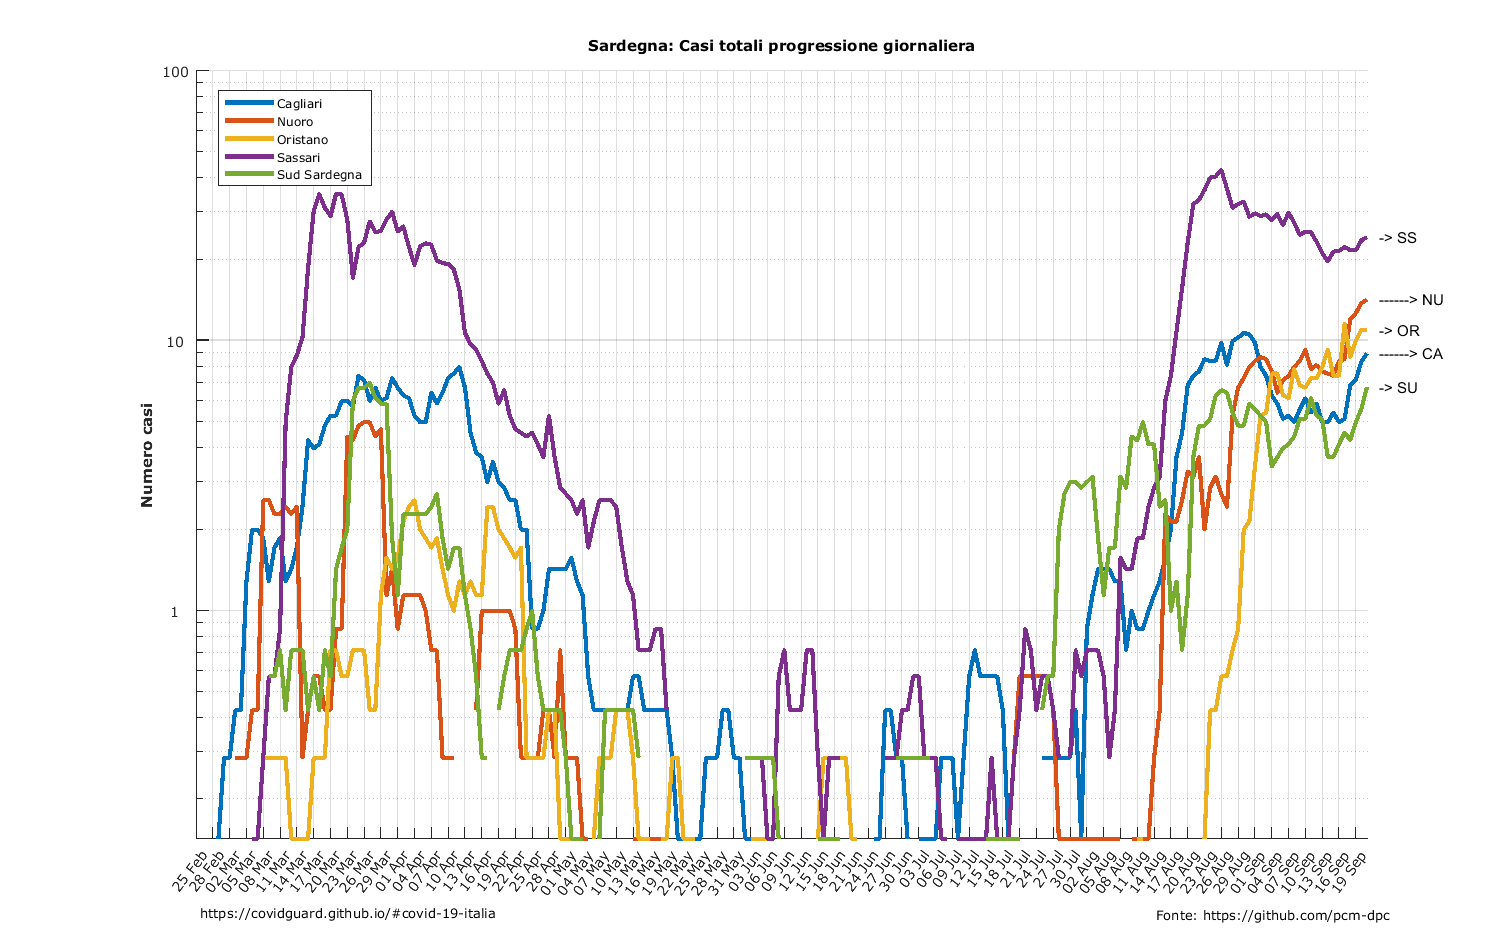 Sardegna: Casi totali progressione giornaliera
100
10
1
Numero casi
Cagliari
Nuoro
Oristano
Sassari
Sud Sardegna
-> SS
------> NU
-> OR
------> CA
-> SU
25 Feb
28 Feb
02 Mar
05 Mar
08 Mar
11 Mar
14 Mar
17 Mar
20 Mar
23 Mar
26 Mar
29 Mar
01 Apr
04 Apr
07 Apr
10 Apr
13 Apr
16 Apr
19 Apr
22 Apr
25 Apr
28 Apr
01 May
04 May
07 May
10 May
13 May
16 May
19 May
22 May
25 May
28 May
31 May
03 Jun
06 Jun
09 Jun
12 Jun
15 Jun
18 Jun
21 Jun
24 Jun
27 Jun
30 Jun
03 Jul
06 Jul
09 Jul
12 Jul
15 Jul
18 Jul
21 Jul
24 Jul
27 Jul
30 Jul
02 Aug
05 Aug
08 Aug
11 Aug
14 Aug
17 Aug
20 Aug
23 Aug
26 Aug
29 Aug
01 Sep
04 Sep
07 Sep
10 Sep
13 Sep
16 Sep
19 Sep
https://covidguard.github.io/#covid-19-italia
Fonte: https://github.com/pcm-dpc